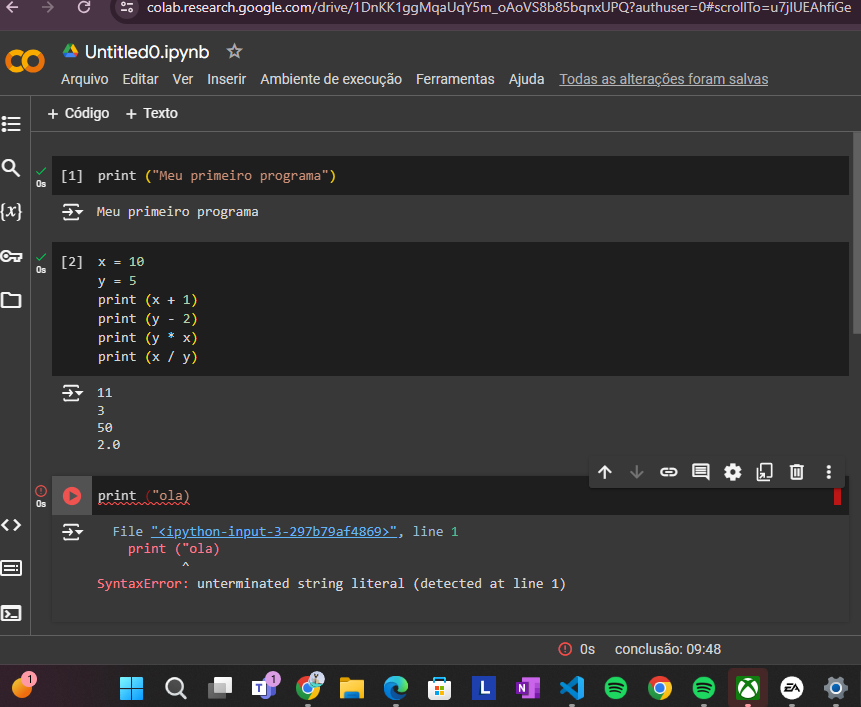 colab.research.google.com/drive/1DnKK1ggMqaUqY5m_oAoVS8b85bqnxUPQ?authuser=0#scrollTo=u7jIUEAhfiGe
CO
Untitled0.ipynb
Arquivo Editar Ver Inserir Ambiente de execução Ferramentas Ajuda Todas as alterações foram salvas
+ Código + Texto
0s
[1] print ("Meu primeiro programa")
Meu primeiro programa
{x}
0s
[2] x = 10
y = 5
print (x + 1)
print (y - 2)
print (y * x)
print (x / y)
11
3
50
2.0
0s
print ("ola)
File "<ipython-input-3-297b79af4869>", line 1
print ("ola)
^
SyntaxError: unterminated string literal (detected at line 1)
0s conclusão: 09:48
1
T
1
Y
L
N
EA